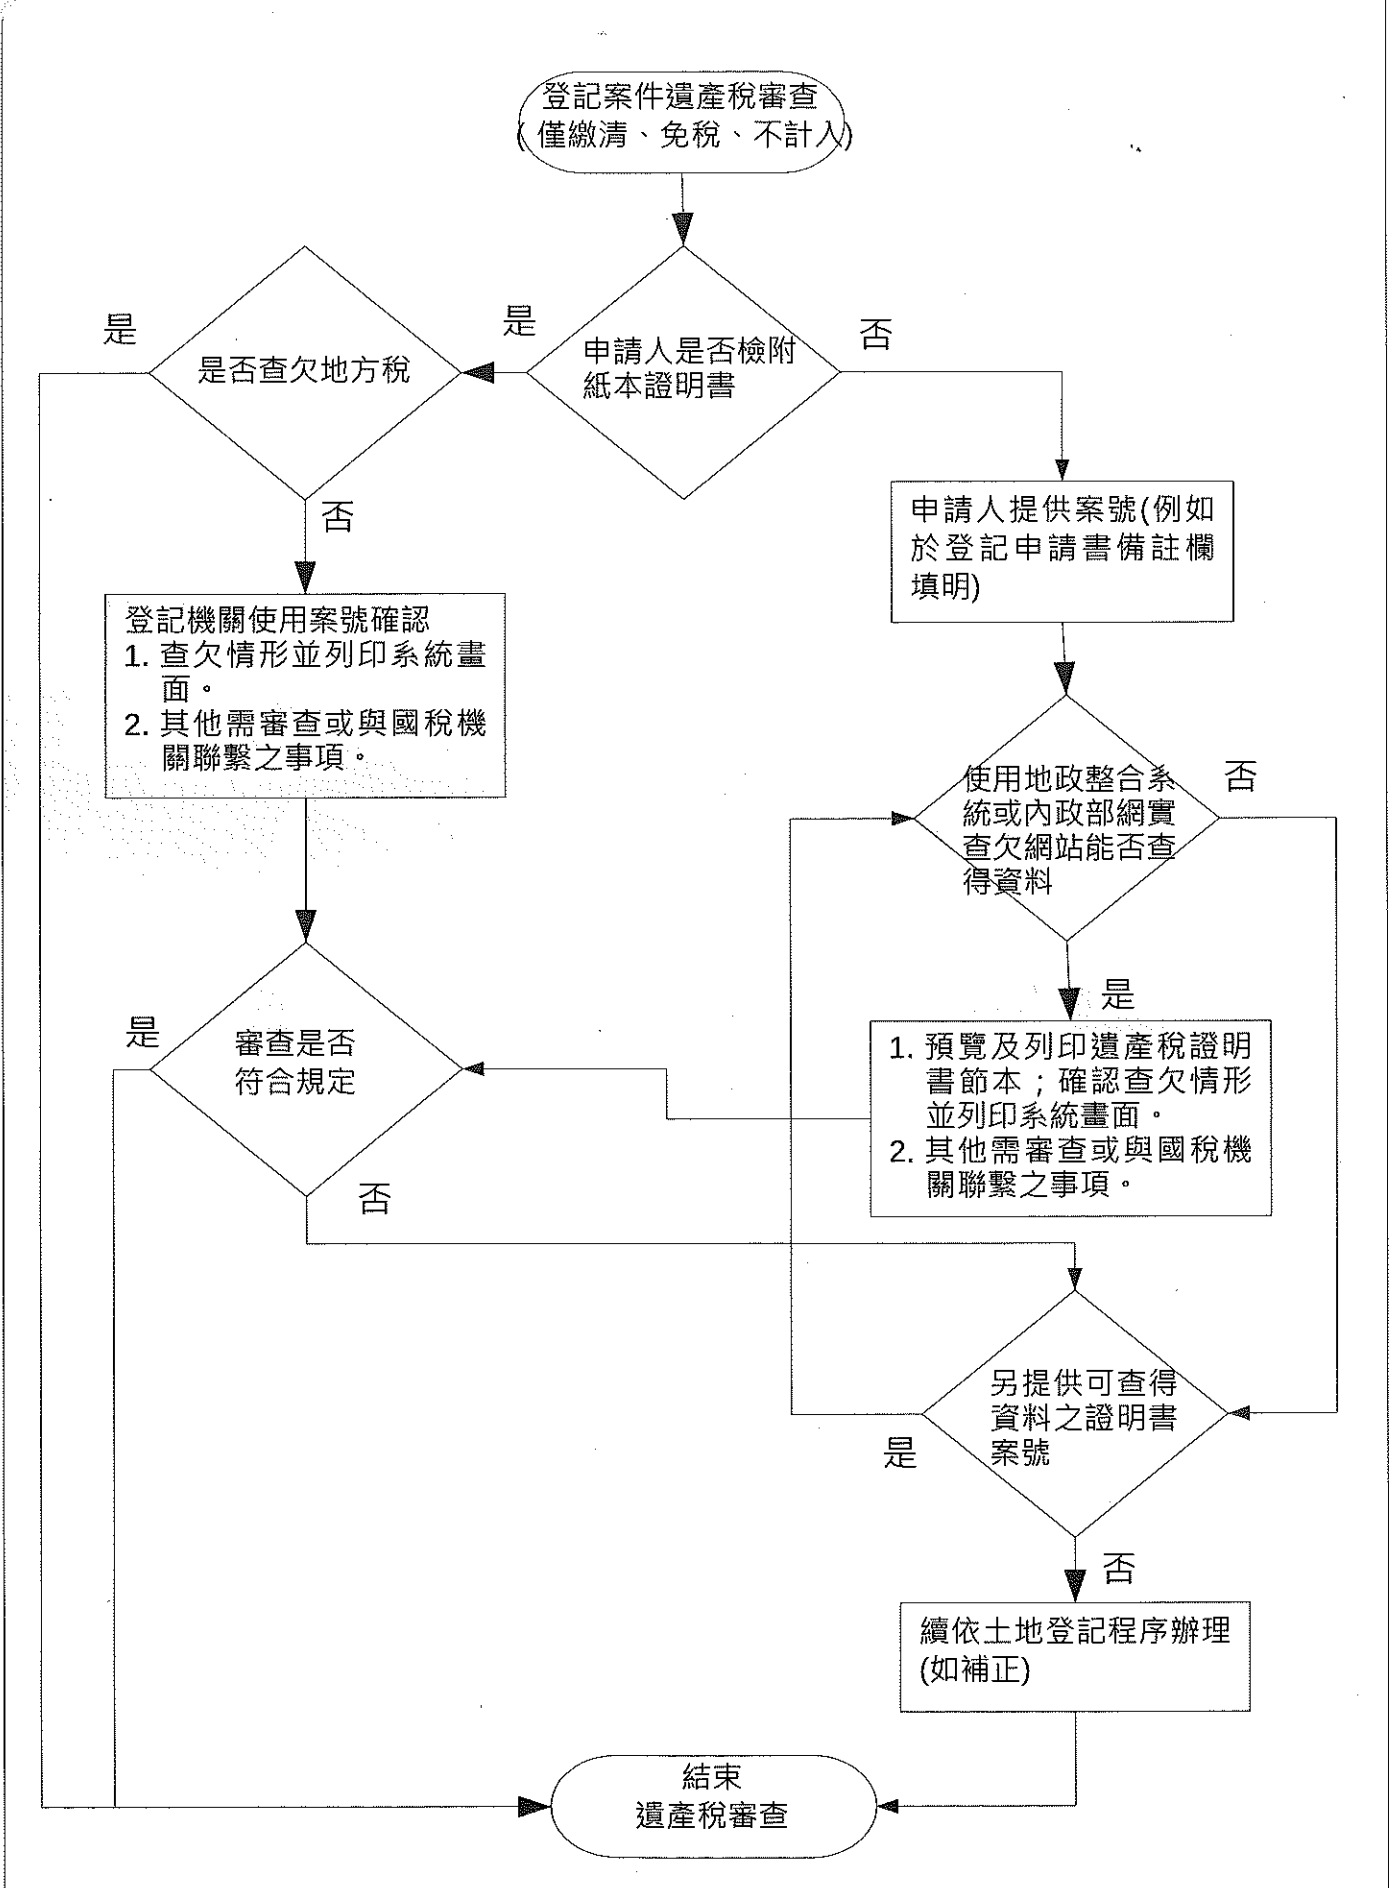 登記案件遺產稅審查
(僅繳清、免稅、不計入)
是
是否查欠地方稅
是
申請人是否檢附
紙本證明書
否
否
申請人提供案號(例如
於登記申請書備註欄
填明)
登記機關使用案號確認
1. 查欠情形並列印系統畫
面。
2. 其他需審查或與國稅機
關聯繫之事項。
使用地政整合系
統或內政部網實
查欠網站能否查
得資料
否
是
是
審查是否
符合規定
1. 預覽及列印遺產稅證明
書節本；確認查欠情形
並列印系統畫面。
2. 其他需審查或與國稅機
關聯繫之事項。
否
另提供可查得
資料之證明書
案號
是
否
續依土地登記程序辦理
(如補正)
結束
遺產稅審查